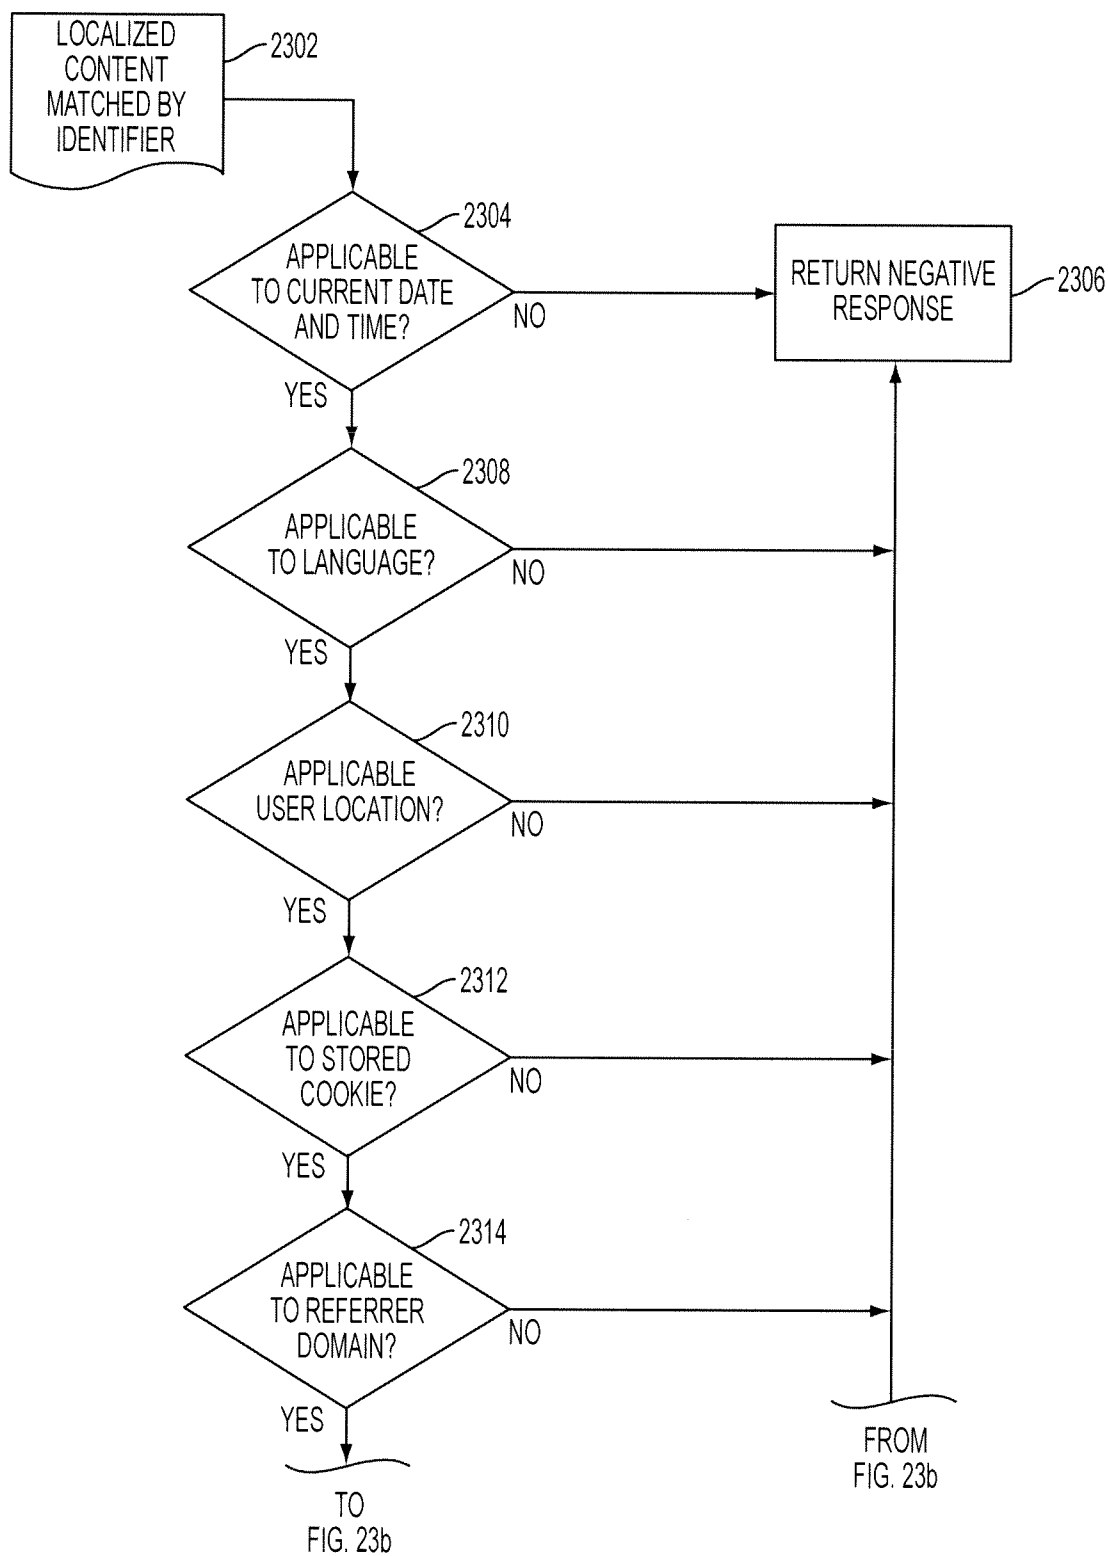 LOCALIZED
CONTENT
MATCHED BY
IDENTIFIER
2302
2304
APPLICABLE
TO CURRENT DATE
AND TIME?
NO
YES
RETURN NEGATIVE
RESPONSE
2306
2308
APPLICABLE
TO LANGUAGE?
NO
YES
2310
APPLICABLE
USER LOCATION?
NO
YES
2312
APPLICABLE
TO STORED
COOKIE?
NO
YES
2314
APPLICABLE
TO REFERRER
DOMAIN?
NO
YES
TO
FIG. 23b
FROM
FIG. 23b